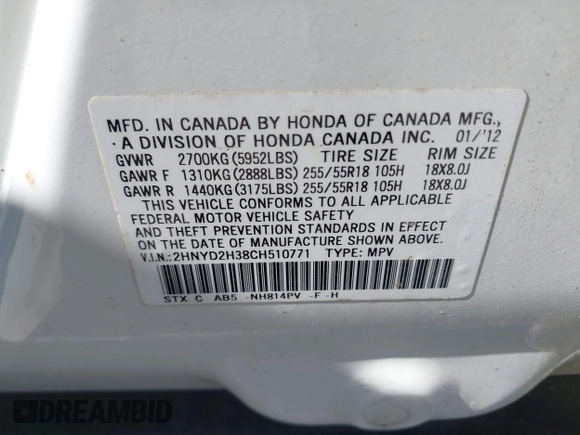 MFD. IN CANADA BY HONDA OF CANADA MFG.,
A DIVISION OF HONDA CANADA INC. 01/'12
GVWR 2700KG (5952LBS) TIRE SIZE RIM SIZE
GAWR F 1310KG (2888LBS) 255/55R18 105H 18X8.0J
GAWR R 1440KG (3175LBS) 255/55R18 105H 18X8.0J
THIS VEHICLE CONFORMS TO ALL APPLICABLE
FEDERAL MOTOR VEHICLE SAFETY
AND THEFT PREVENTION STANDARDS IN EFFECT
ON THE DATE OF MANUFACTURE SHOWN ABOVE.
V.I.N.: 2HNYD2H38CH510771 TYPE: MPV
STX C AB5 -NH814PV -F -H
DREAMBID